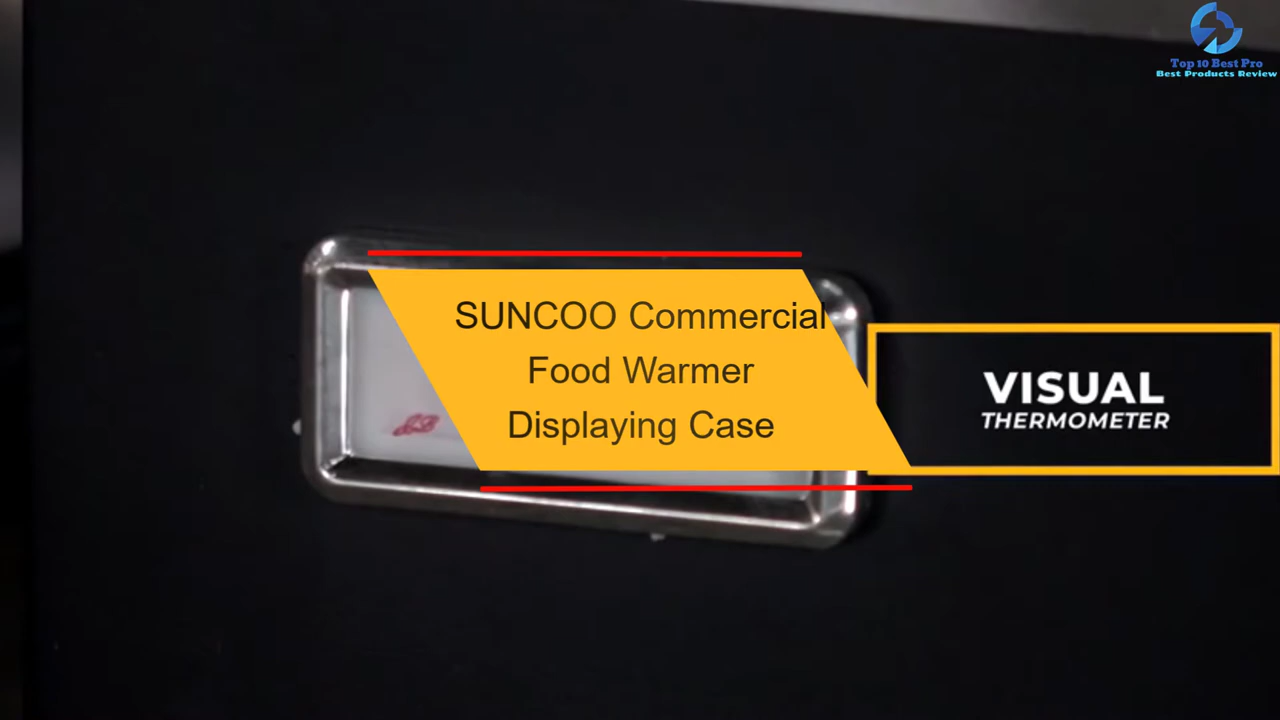 Top 10 Best Pro
Best Products Review
SUNCOO Commercial
Food Warmer
Displaying Case
VISUAL
THERMOMETER